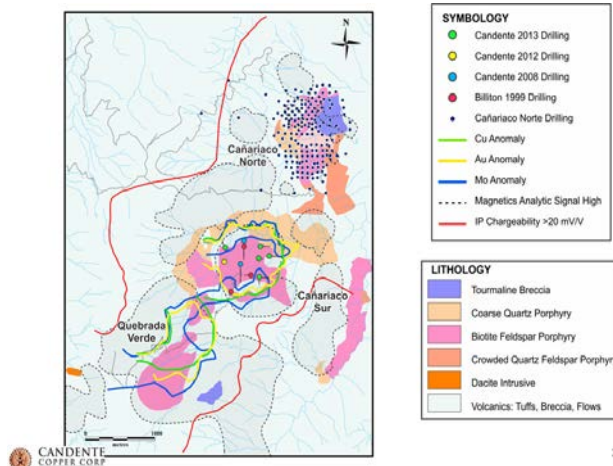 N
Cañariaco
Norte
Cañariaco
Sur
Quebrada
Verde
0
1000
CANDENTE
COPPER CORP
SYMBOLOGY
Candente 2013 Drilling
Candente 2012 Drilling
Candente 2008 Drilling
Billiton 1999 Drilling
Cañariaco Norte Drilling
Cu Anomaly
Au Anomaly
Mo Anomaly
Magnetics Analytic Signal High
IP Chargeability >20 mV/V
LITHOLOGY
Tourmaline Breccia
Coarse Quartz Porphyry
Biotite Feldspar Porphyry
Crowded Quartz Feldspar Porphyr
Dacite Intrusive
Volcanics: Tuffs, Breccia, Flows